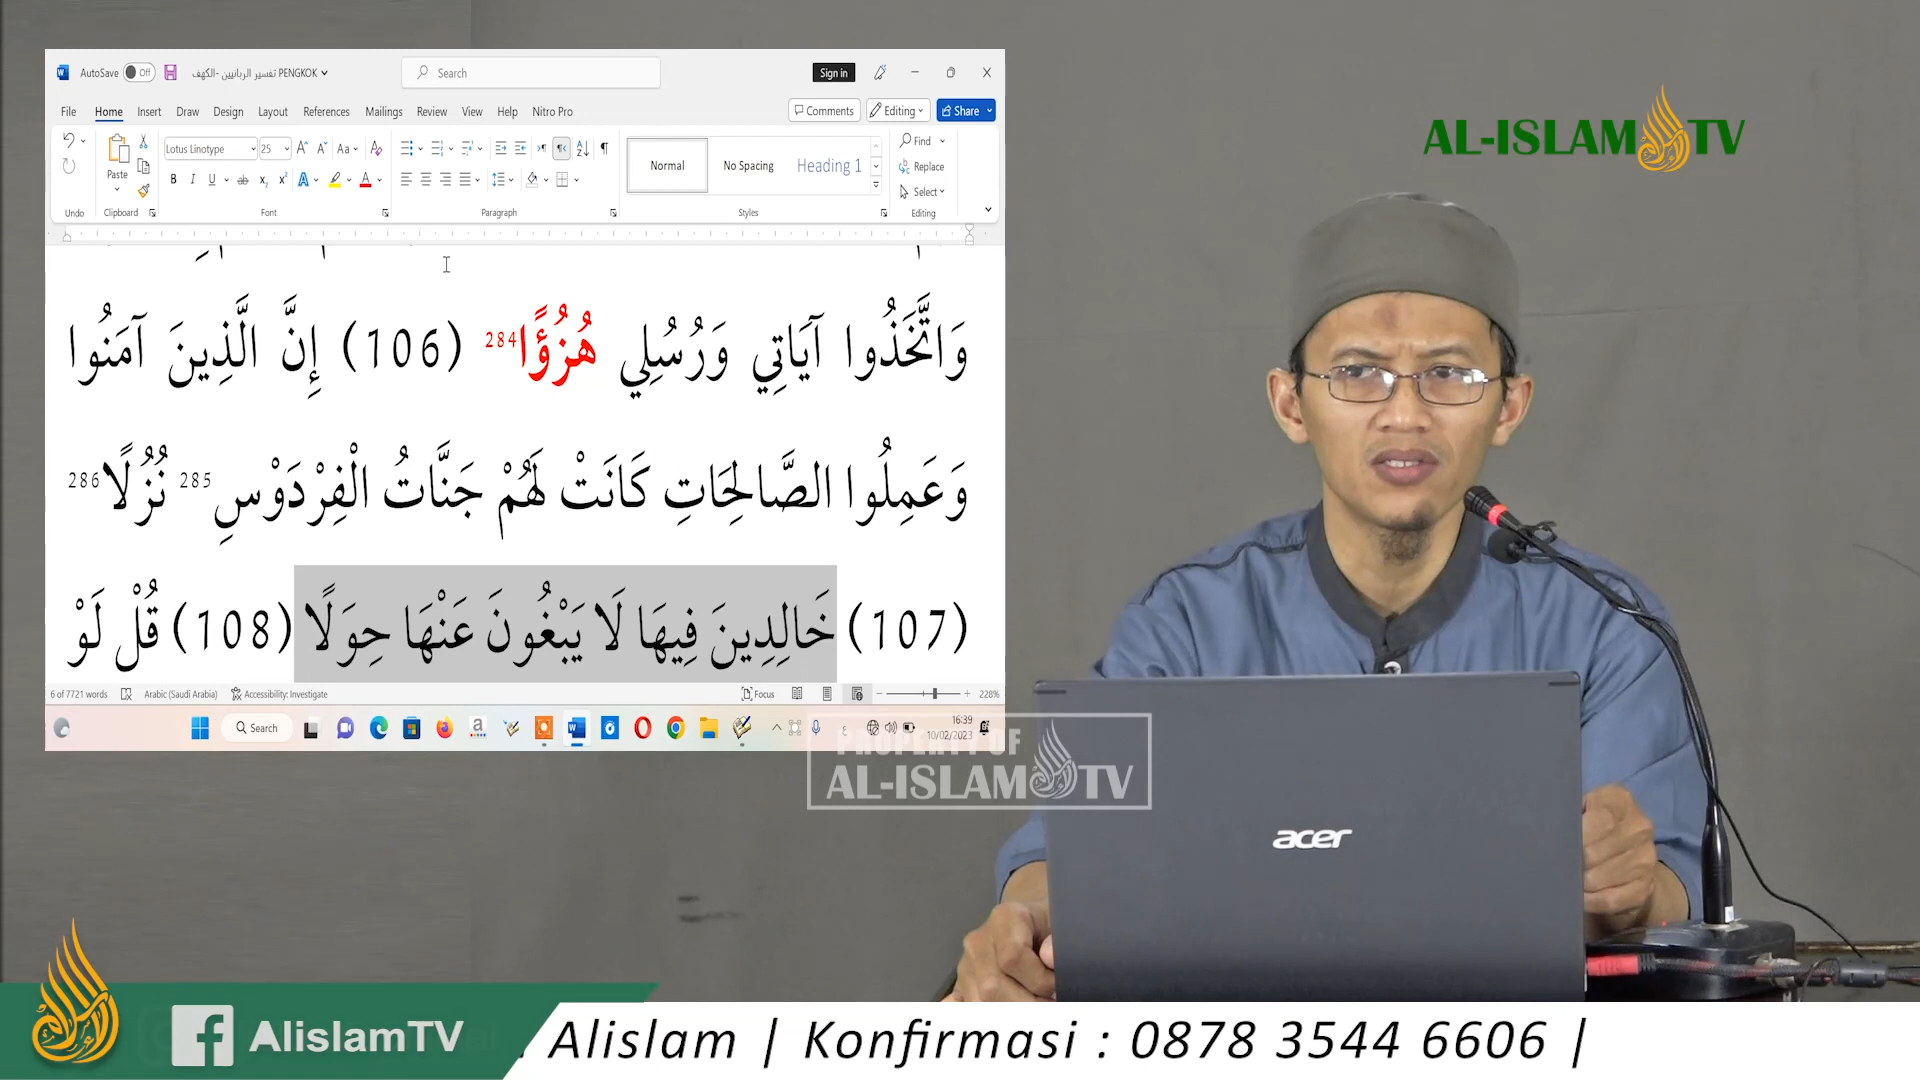 AutoSave Off تفسير الربانيين -الكهف PENGKOK
Search
Sign in
File Home Insert Draw Design Layout References Mailings Review View Help Nitro Pro
Comments Editing Share
Lotus Linotype 25
Paste
Normal No Spacing Heading 1
Find
Replace
Select
Undo Clipboard Font Paragraph Styles Editing
وَاتَّخَذُوا آيَاتِي وَرُسُلِي هُزُؤًا284 (106) إِنَّ الَّذِينَ آمَنُوا
وَعَمِلُوا الصَّالِحَاتِ كَانَتْ لَهُمْ جَنَّاتُ الْفِرْدَوْسِ285 نُزُلًا286
(107) خَالِدِينَ فِيهَا لَا يَبْغُونَ عَنْهَا حِوَلًا (108) قُلْ لَوْ
6 of 7721 words Arabic (Saudi Arabia) Accessibility: Investigate Focus 228%
Search
16:39
10/02/2023
AL-ISLAM TV
PROPERTY OF
AL-ISLAM TV
acer
AlislamTV
Alislam | Konfirmasi : 0878 3544 6606 |